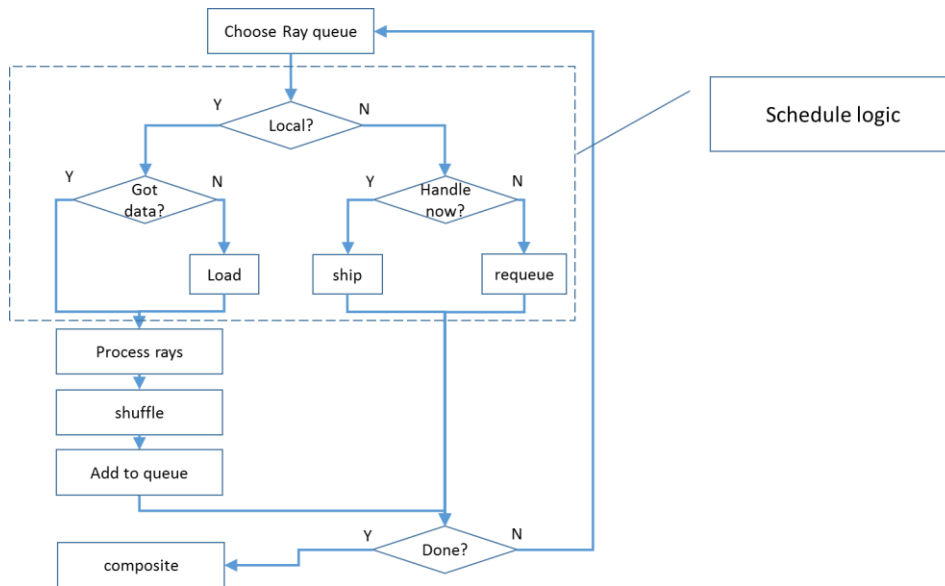 Choose Ray queue
Y
N
Local?
Schedule logic
Y
N
Y
N
Got
data?
Handle
now?
Load
ship
requeue
Process rays
shuffle
Add to queue
Y
N
Done?
composite